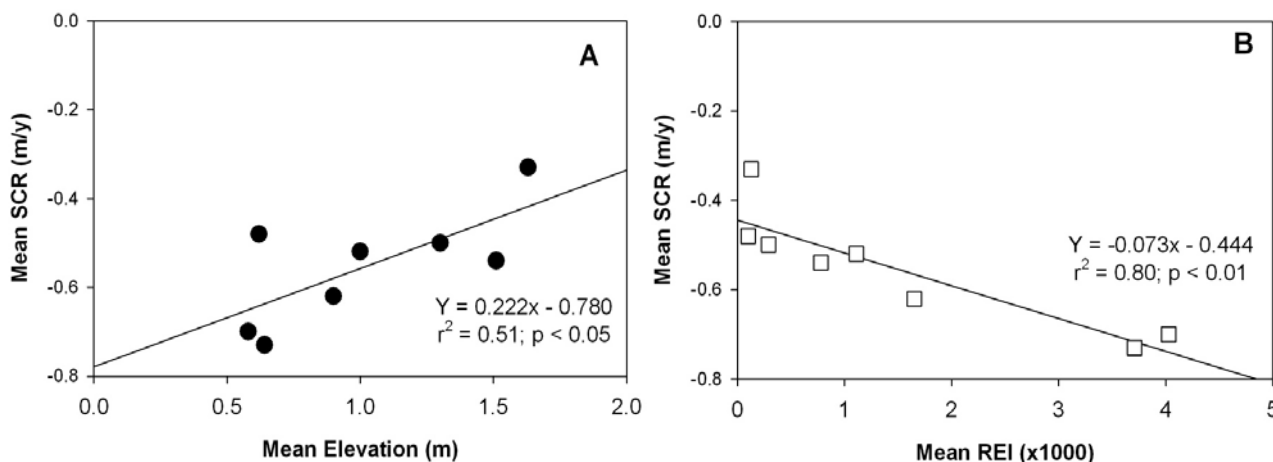 0.0
-0.2
-0.4
-0.6
-0.8
Mean SCR (m/y)
A
Y = 0.222x - 0.780
r² = 0.51; p < 0.05
0.0 0.5 1.0 1.5 2.0
Mean Elevation (m)
0.0
-0.2
-0.4
-0.6
-0.8
Mean SCR (m/y)
B
Y = -0.073x - 0.444
r² = 0.80; p < 0.01
0 1 2 3 4 5
Mean REI (x1000)